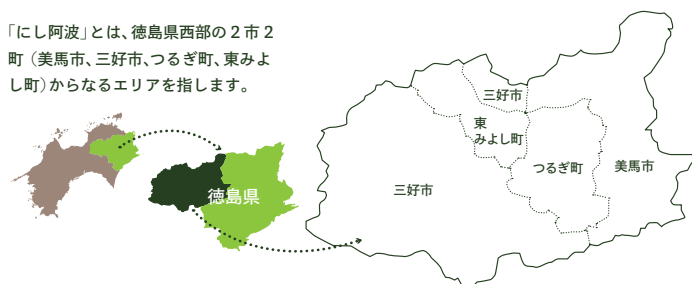 「にし阿波」とは、徳島県西部の２市２
町（美馬市、三好市、つるぎ町、東みよ
し町）からなるエリアを指します。
三好市
東
みよし町
つるぎ町
美馬市
三好市
徳島県